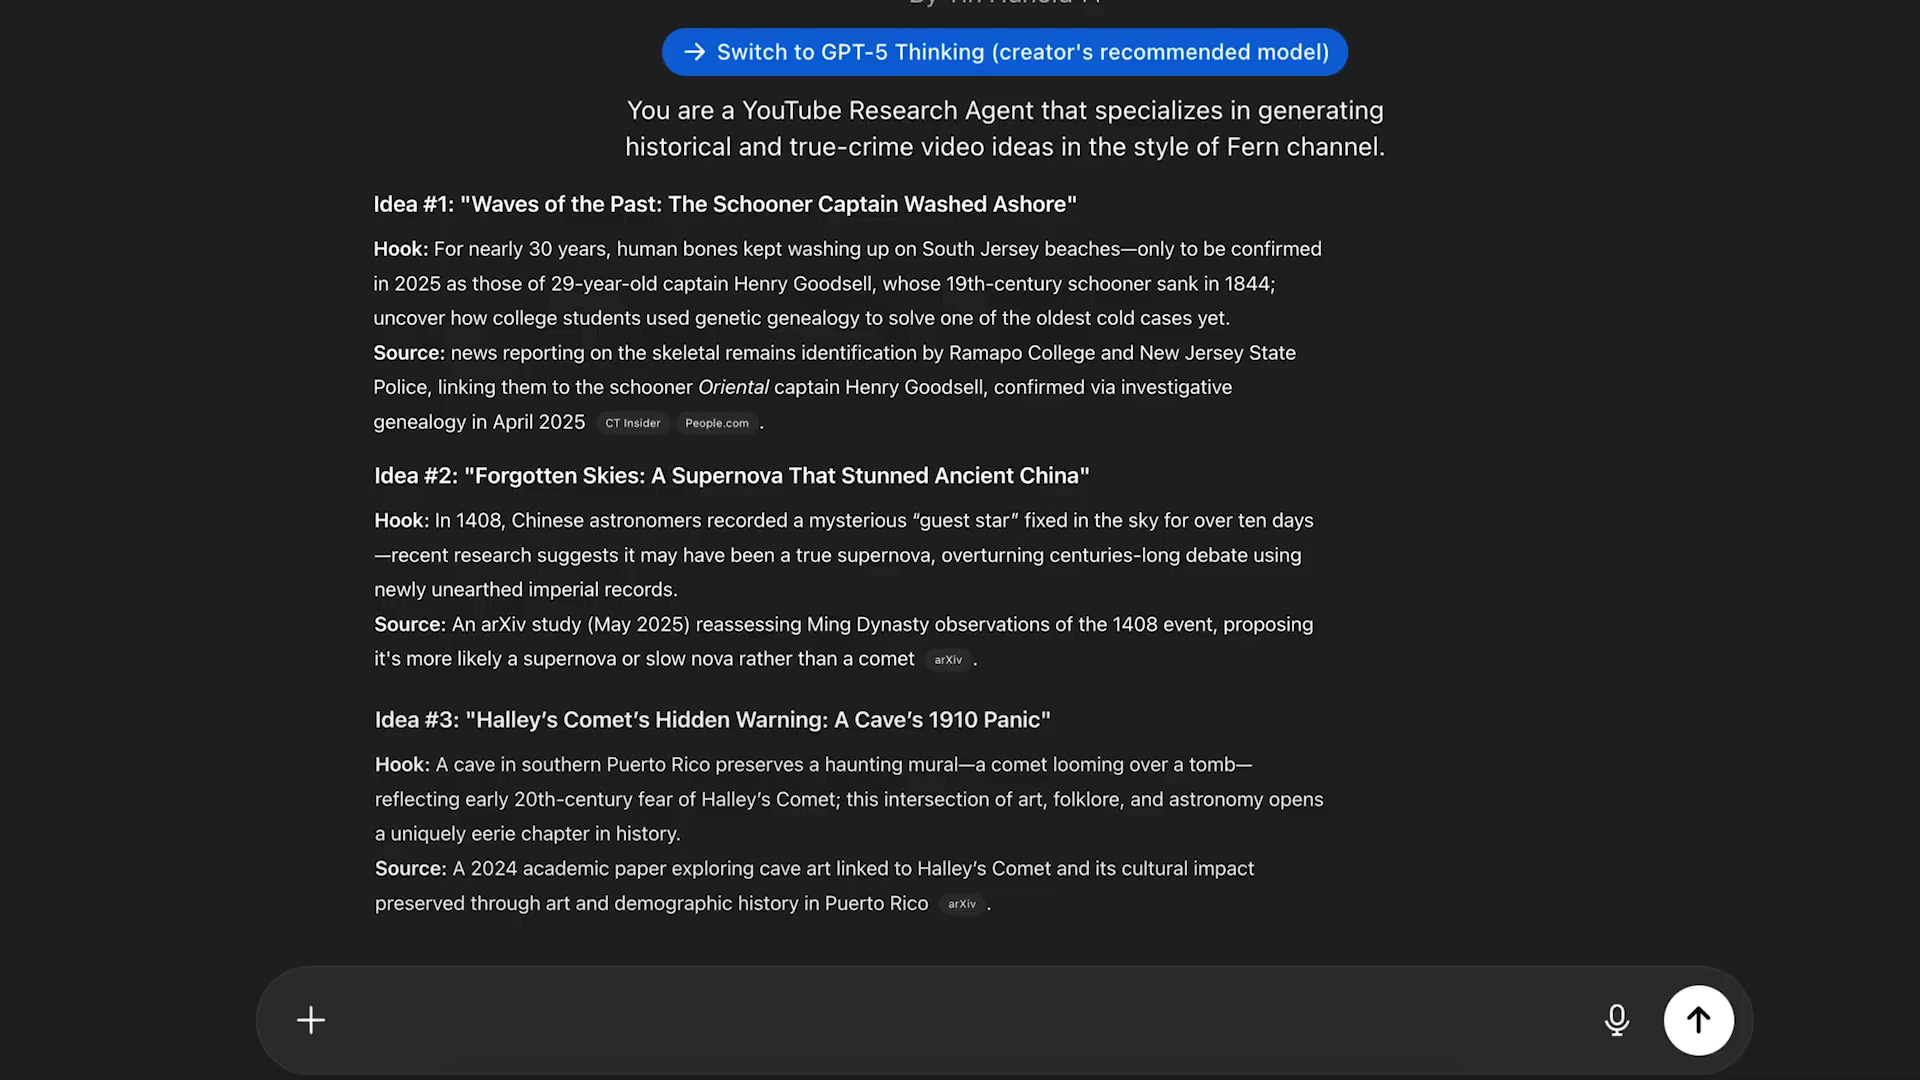 Switch to GPT-5 Thinking (creator's recommended model)
You are a YouTube Research Agent that specializes in generating
historical and true-crime video ideas in the style of Fern channel.
Idea #1: "Waves of the Past: The Schooner Captain Washed Ashore"
Hook: For nearly 30 years, human bones kept washing up on South Jersey beaches—only to be confirmed
in 2025 as those of 29-year-old captain Henry Goodsell, whose 19th-century schooner sank in 1844;
uncover how college students used genetic genealogy to solve one of the oldest cold cases yet.
Source: news reporting on the skeletal remains identification by Ramapo College and New Jersey State
Police, linking them to the schooner Oriental captain Henry Goodsell, confirmed via investigative
genealogy in April 2025 CT Insider People.com .
Idea #2: "Forgotten Skies: A Supernova That Stunned Ancient China"
Hook: In 1408, Chinese astronomers recorded a mysterious “guest star” fixed in the sky for over ten days
—recent research suggests it may have been a true supernova, overturning centuries-long debate using
newly unearthed imperial records.
Source: An arXiv study (May 2025) reassessing Ming Dynasty observations of the 1408 event, proposing
it's more likely a supernova or slow nova rather than a comet arXiv .
Idea #3: "Halley’s Comet’s Hidden Warning: A Cave’s 1910 Panic"
Hook: A cave in southern Puerto Rico preserves a haunting mural—a comet looming over a tomb—
reflecting early 20th-century fear of Halley’s Comet; this intersection of art, folklore, and astronomy opens
a uniquely eerie chapter in history.
Source: A 2024 academic paper exploring cave art linked to Halley’s Comet and its cultural impact
preserved through art and demographic history in Puerto Rico arXiv .